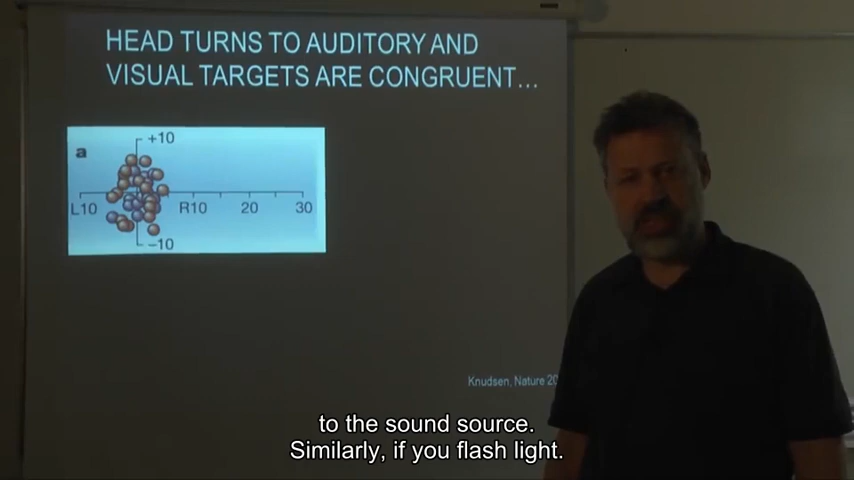 HEAD TURNS TO AUDITORY AND
VISUAL TARGETS ARE CONGRUENT...
a
+10
L10 R10 20 30
-10
Knudsen, Nature
to the sound source.
Similarly, if you flash light.